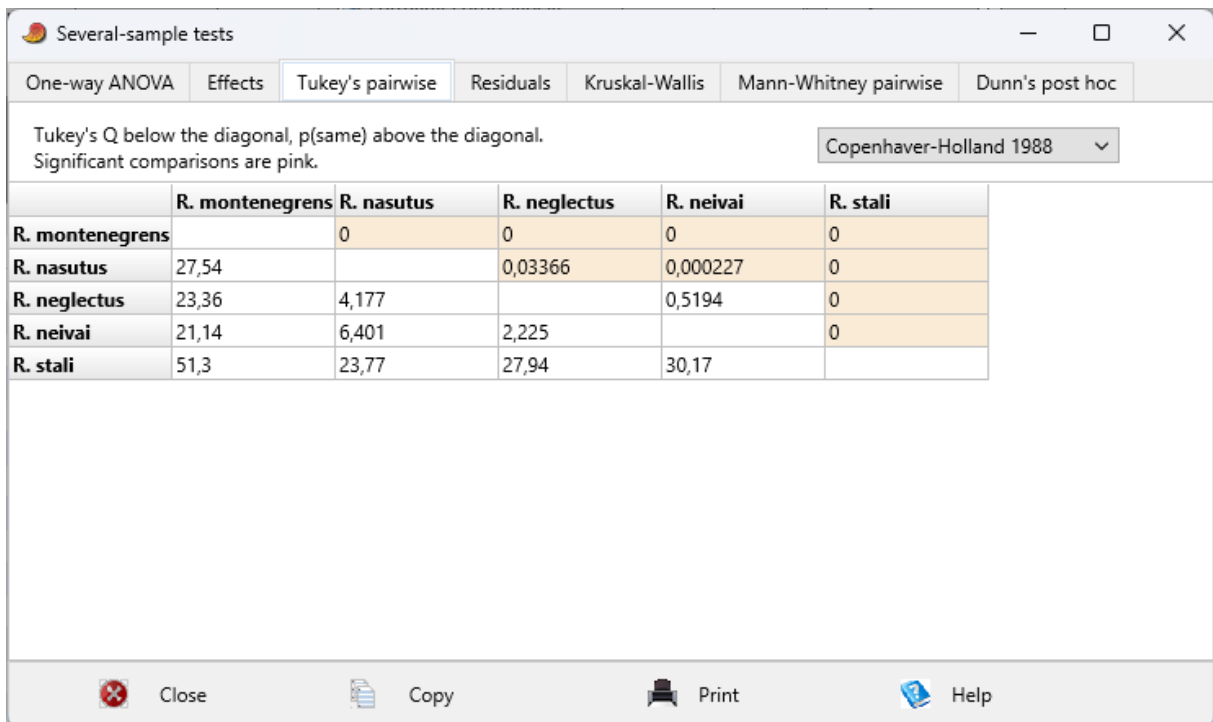 Several-sample tests
One-way ANOVA Effects Tukey's pairwise Residuals Kruskal-Wallis Mann-Whitney pairwise Dunn's post hoc
Tukey's Q below the diagonal, p(same) above the diagonal.
Significant comparisons are pink.
Copenhaver-Holland 1988
R. montenegrens R. nasutus R. neglectus R. neivai R. stali
R. montenegrens 0 0 0 0
R. nasutus 27,54 0,03366 0,000227 0
R. neglectus 23,36 4,177 0,5194 0
R. neivai 21,14 6,401 2,225 0
R. stali 51,3 23,77 27,94 30,17
Close Copy Print Help